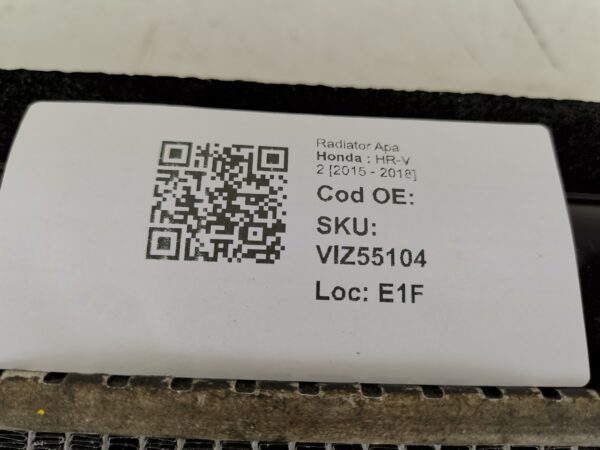 Radiator Apa
Honda : HR-V
2 [2015 - 2018]
Cod OE:
SKU:
VIZ55104
Loc: E1F